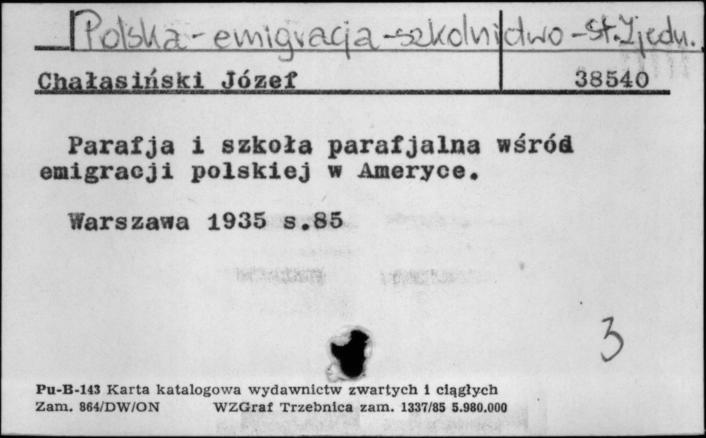 Polska - emigracja - szkolnictwo - St. Zjedn.
Chałasiński Józef 38540
Parafja i szkoła parafjalna wśród
emigracji polskiej w Ameryce.
Warszawa 1935 s.85
3
Pu-B-143 Karta katalogowa wydawnictw zwartych i ciągłych
Zam. 864/DW/ON WZGraf Trzebnica zam. 1337/85 5.980.000